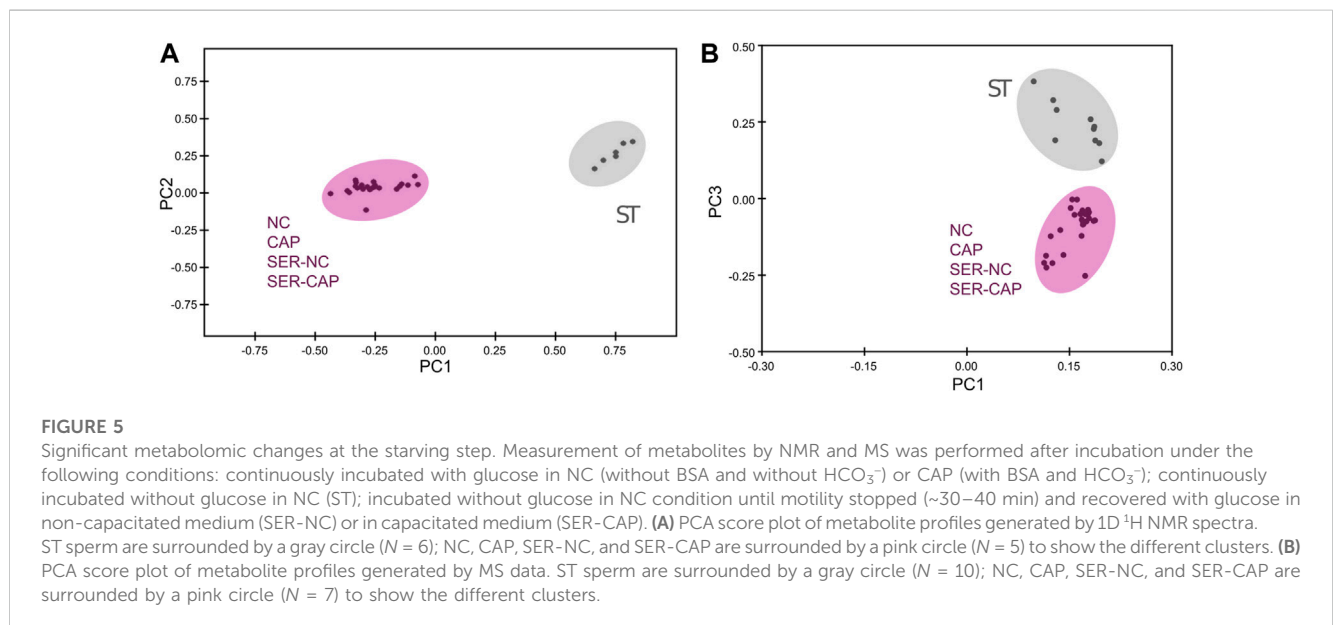 A
0.75
0.50
0.25
0.00
-0.25
-0.50
-0.75
PC2
ST
NC
CAP
SER-NC
SER-CAP
ST
-0.75
-0.50
-0.25
0.00
0.25
0.50
0.75
PC1
B
0.50
0.25
0.00
-0.25
-0.50
PC3
ST
NC
CAP
SER-NC
SER-CAP
-0.30
-0.15
0.00
0.15
0.30
PC1
FIGURE 5
Significant metabolomic changes at the starving step. Measurement of metabolites by NMR and MS was performed after incubation under the
following conditions: continuously incubated with glucose in NC (without BSA and without HCO₃⁻) or CAP (with BSA and HCO₃⁻); continuously
incubated without glucose in NC (ST); incubated without glucose in NC condition until motility stopped (~30–40 min) and recovered with glucose in
non-capacitated medium (SER-NC) or in capacitated medium (SER-CAP). (A) PCA score plot of metabolite profiles generated by 1D ¹H NMR spectra.
ST sperm are surrounded by a gray circle (N = 6); NC, CAP, SER-NC, and SER-CAP are surrounded by a pink circle (N = 5) to show the different clusters. (B)
PCA score plot of metabolite profiles generated by MS data. ST sperm are surrounded by a gray circle (N = 10); NC, CAP, SER-NC, and SER-CAP are
surrounded by a pink circle (N = 7) to show the different clusters.